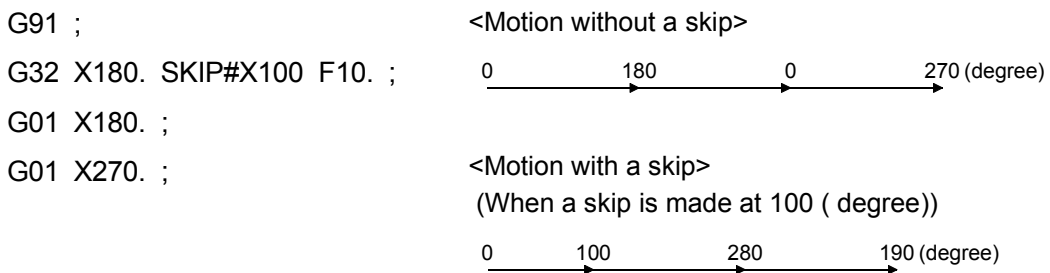 G91 ;
G32 X180. SKIP#X100 F10. ;
G01 X180. ;
G01 X270. ;
<Motion without a skip>
0 180 0 270 (degree)
<Motion with a skip>
(When a skip is made at 100 ( degree))
0 100 280 190 (degree)